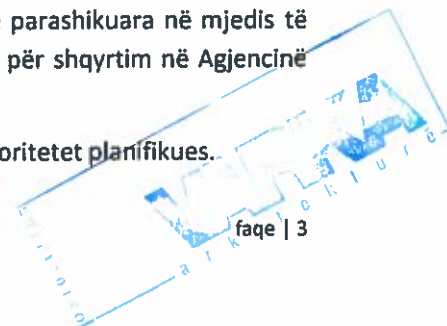 parashikuara në mjedis të
për shqyrtim në Agjencinë
oritetet planifikues.
faqe | 3